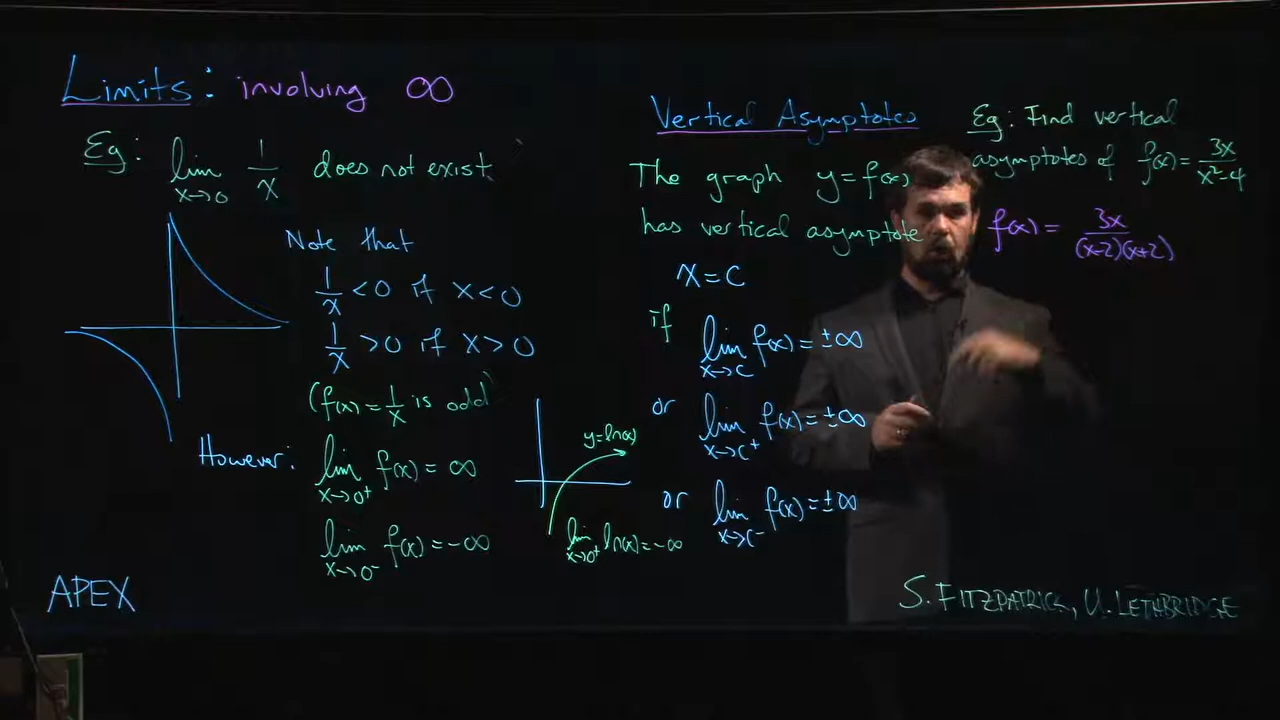 Limits: involving ∞
Eg: lim x→0 1/x does not exist
Note that
1/x < 0 if x < 0
1/x > 0 if x > 0
(f(x) = 1/x is odd)
However: lim x→0⁺ f(x) = ∞
lim x→0⁻ f(x) = -∞
y = ln(x)
lim x→0⁺ ln(x) = -∞
Vertical Asymptotes
The graph y = f(x)
has vertical asymptote
x = c
if lim x→c f(x) = ±∞
or lim x→c⁺ f(x) = ±∞
or lim x→c⁻ f(x) = ±∞
Eg: Find vertical
asymptotes of f(x) = 3x/x²-4
f(x) = 3x/(x-2)(x+2)
APEX
S. FITZPATRICK, U. LETHBRIDGE